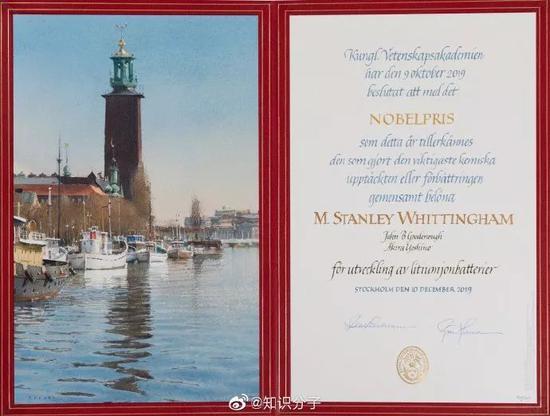 Kungl. Vetenskapsakademien
har den 9 oktober 2019
beslutat att med det
NOBELPRIS
som detta år tillerkännes
den som gjort den viktigaste kemiska
upptäckten eller förbättringen
gemensamt belöna
M. STANLEY WHITTINGHAM
John B Goodenough
Akira Yoshino
för utveckling av litiumjonbatterier
STOCKHOLM DEN 10 DECEMBER 2019
@知识分子